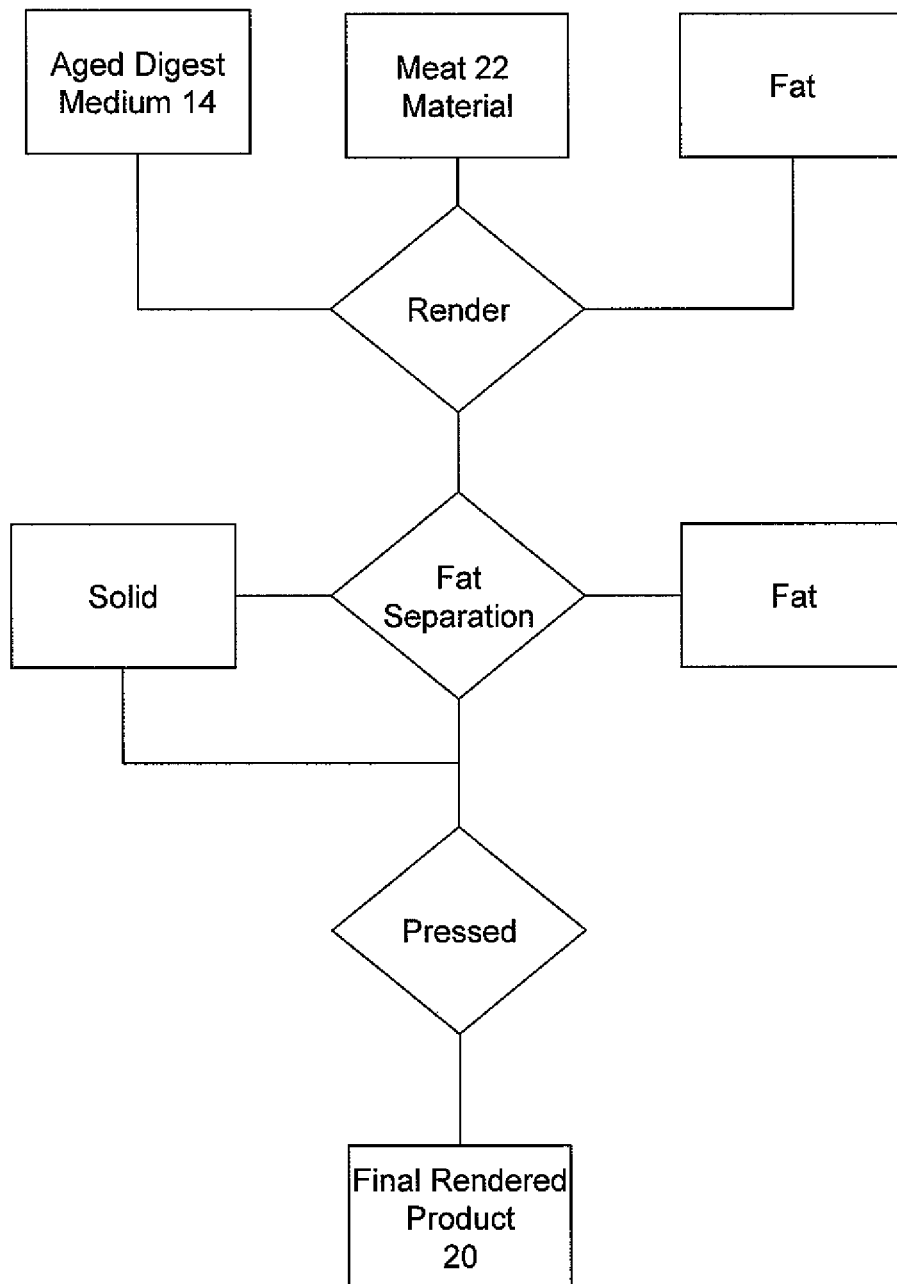 Aged Digest
Medium 14
Meat 22
Material
Fat
Render
Solid
Fat
Separation
Fat
Pressed
Final Rendered
Product
20